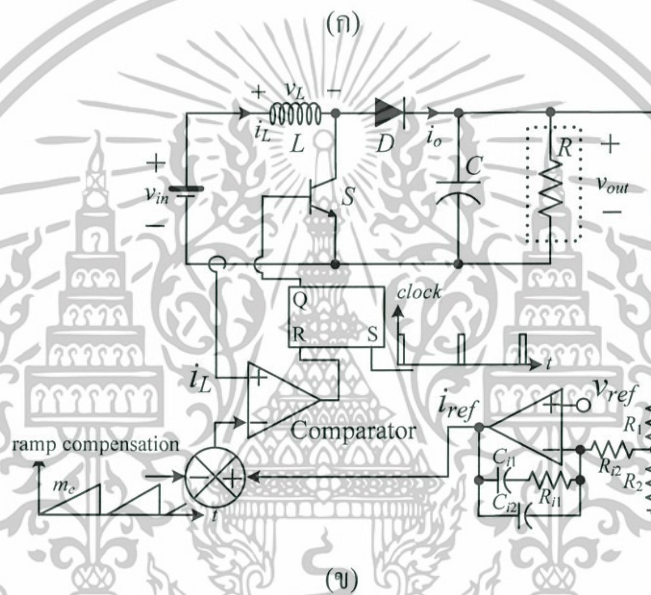 (ก)
+ v_L −
i_L L D i_o
+ v_in −
S
C
R
+ v_out −
Q
R S
clock
t
i_L
+
−
Comparator
ramp compensation
m_c
t
− +
i_ref
v_ref
+
−
R_1
R_i2
R_2
C_i1
R_i1
C_i2
(ข)